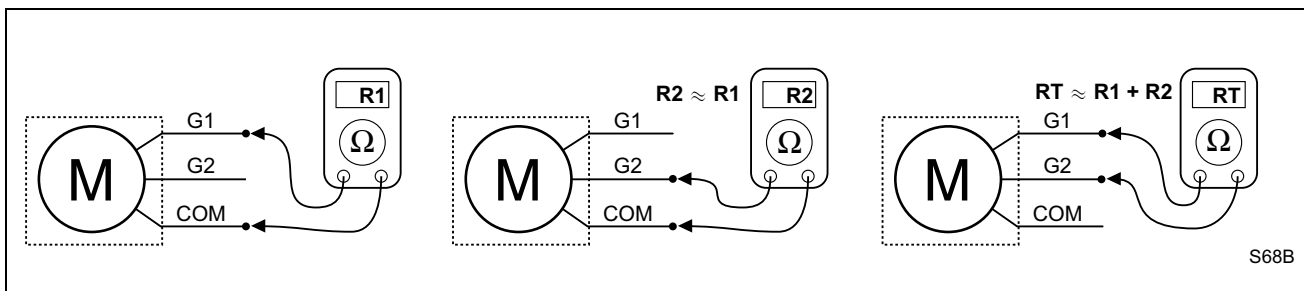 R1
G1
Ω
M
G2
COM
R2 ≈ R1
R2
G1
Ω
M
G2
COM
RT ≈ R1 + R2
RT
G1
Ω
M
G2
COM
S68B